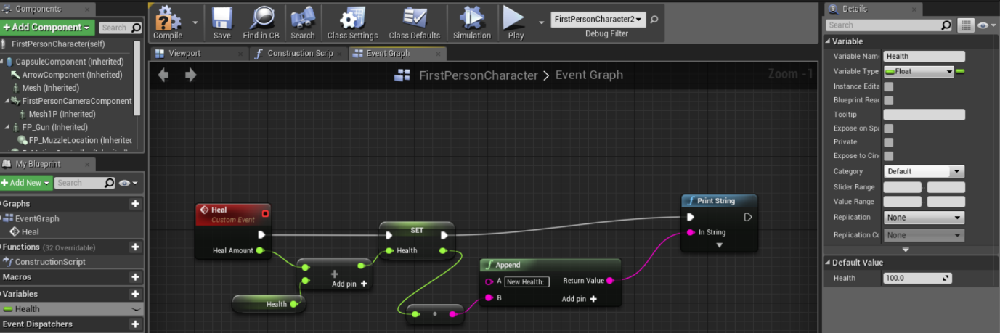 Components
Add Component
Search
FirstPersonCharacter(self)
CapsuleComponent (Inherited)
ArrowComponent (Inherited)
Mesh (Inherited)
FirstPersonCameraComponent
Mesh1P (Inherited)
FP_Gun (Inherited)
FP_MuzzleLocation (Inherited
My Blueprint
Add New
Search
Graphs
EventGraph
Heal
Functions (32 Overridable)
ConstructionScript
Macros
Variables
Health
Event Dispatchers
Compile
Save
Find in CB
Search
Class Settings
Class Defaults
Simulation
Play
FirstPersonCharacter2
Debug Filter
Viewport
Construction Scrip
Event Graph
FirstPersonCharacter > Event Graph
Zoom -1
Heal
Custom Event
Heal Amount
Health
Add pin
SET
Health
Append
A New Health:
Return Value
B
Add pin
Print String
In String
Details
Search
Variable
Variable Nam Health
Variable Type Float
Instance Edita
Blueprint Read
Tooltip
Expose on Spa
Private
Expose to Cine
Category Default
Slider Range
Value Range
Replication None
Replication Co None
Default Value
Health 100.0